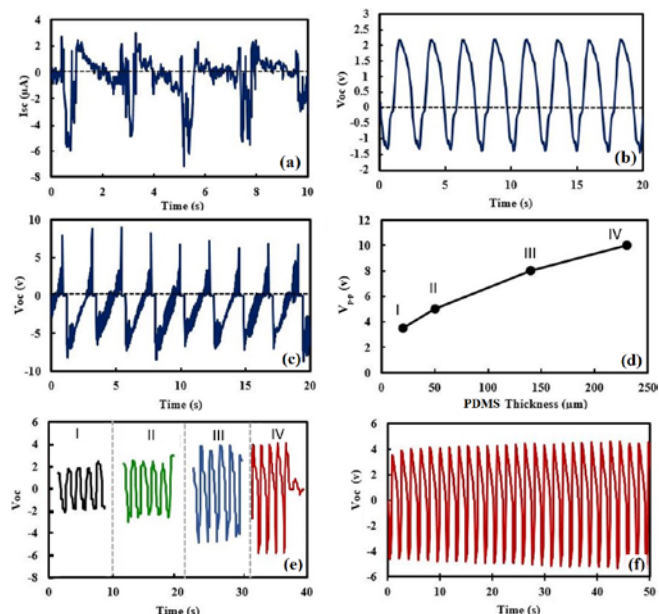 4
2
0
-2
-4
-6
-8
Isc (μA)
0 2 4 6 8 10
Time (s)
(a)
2.5
2
1.5
1
0.5
0
-0.5
-1
-1.5
Voc (v)
0 5 10 15 20
Time (s)
(b)
10
5
0
-5
-10
Voc (v)
0 5 10 15 20
Time (s)
(c)
12
10
8
6
4
2
0
Vp-p (v)
I II III IV
0 50 100 150 200 250
PDMS Thickness (μm)
(d)
8
6
4
2
0
-2
-4
-6
-8
Voc
I II III IV
0 10 20 30 40
Time (s)
(e)
6
4
2
0
-2
-4
-6
Voc (v)
0 10 20 30 40 50
Time (s)
(f)